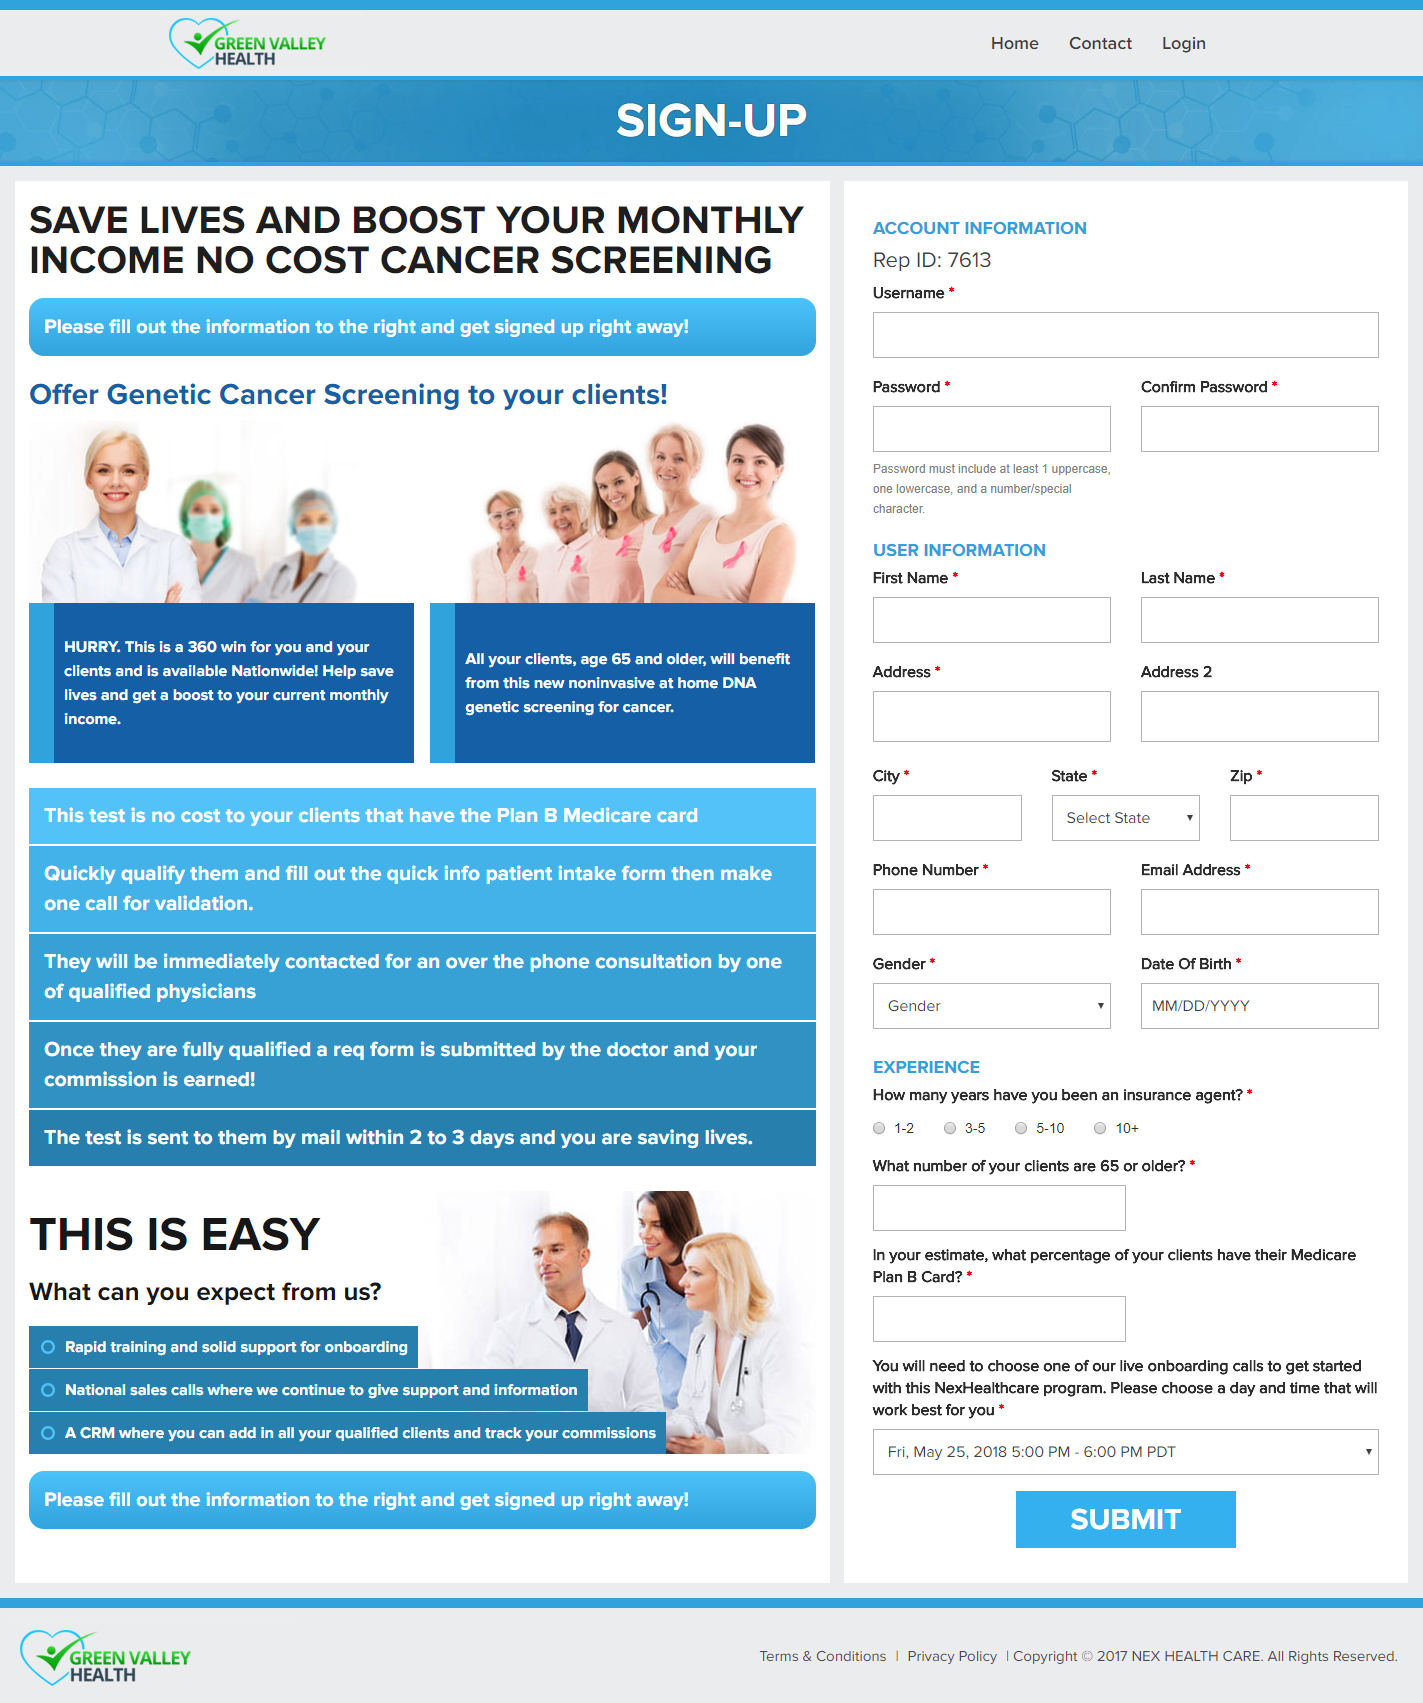 GREEN VALLEY
HEALTH
Home Contact Login
SIGN-UP
SAVE LIVES AND BOOST YOUR MONTHLY
INCOME NO COST CANCER SCREENING
Please fill out the information to the right and get signed up right away!
Offer Genetic Cancer Screening to your clients!
HURRY. This is a 360 win for you and your
clients and is available Nationwide! Help save
lives and get a boost to your current monthly
income.
All your clients, age 65 and older, will benefit
from this new noninvasive at home DNA
genetic screening for cancer.
This test is no cost to your clients that have the Plan B Medicare card
Quickly qualify them and fill out the quick info patient intake form then make
one call for validation.
They will be immediately contacted for an over the phone consultation by one
of qualified physicians
Once they are fully qualified a req form is submitted by the doctor and your
commission is earned!
The test is sent to them by mail within 2 to 3 days and you are saving lives.
THIS IS EASY
What can you expect from us?
Rapid training and solid support for onboarding
National sales calls where we continue to give support and information
A CRM where you can add in all your qualified clients and track your commissions
Please fill out the information to the right and get signed up right away!
ACCOUNT INFORMATION
Rep ID: 7613
Username *
Password * Confirm Password *
Password must include at least 1 uppercase,
one lowercase, and a number/special
character.
USER INFORMATION
First Name * Last Name *
Address * Address 2
City * State * Zip *
Select State
Phone Number * Email Address *
Gender * Date Of Birth *
Gender MM/DD/YYYY
EXPERIENCE
How many years have you been an insurance agent? *
1-2 3-5 5-10 10+
What number of your clients are 65 or older? *
In your estimate, what percentage of your clients have their Medicare
Plan B Card? *
You will need to choose one of our live onboarding calls to get started
with this NexHealthcare program. Please choose a day and time that will
work best for you *
Fri, May 25, 2018 5:00 PM - 6:00 PM PDT
SUBMIT
GREEN VALLEY
HEALTH
Terms & Conditions | Privacy Policy | Copyright © 2017 NEX HEALTH CARE. All Rights Reserved.